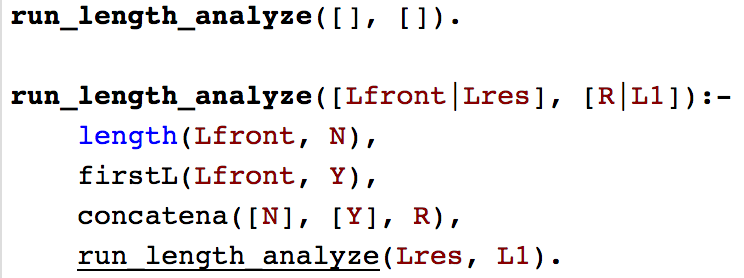 run_length_analyze([], []).
run_length_analyze([Lfront|Lres], [R|L1]):-
length(Lfront, N),
firstL(Lfront, Y),
concatena([N], [Y], R),
run_length_analyze(Lres, L1).